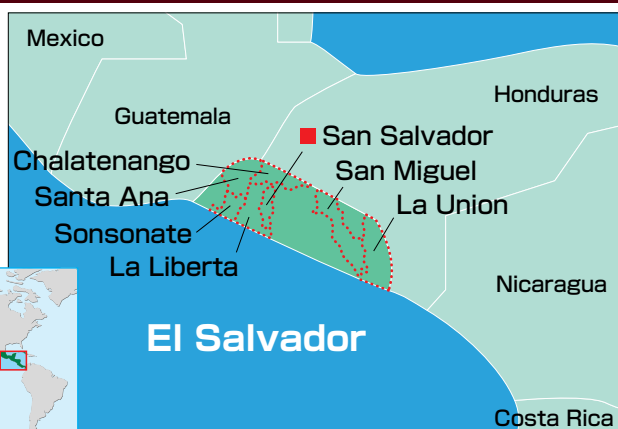 Mexico
Honduras
Guatemala
San Salvador
Chalatenango
San Miguel
Santa Ana
La Union
Sonsonate
La Liberta
Nicaragua
El Salvador
Costa Rica